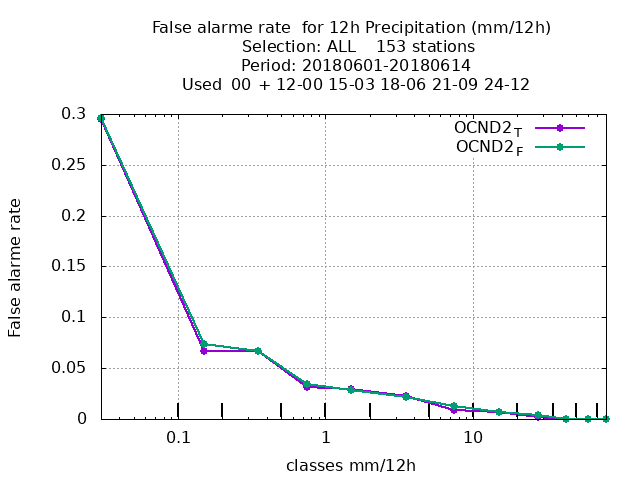 False alarme rate  for 12h Precipitation (mm/12h)
Selection: ALL    153 stations
Period: 20180601-20180614
Used  00 + 12-00 15-03 18-06 21-09 24-12
OCND2T
OCND2F
0.3
0.25
0.2
0.15
0.1
0.05
0
False alarme rate
0.1 1 10
classes mm/12h